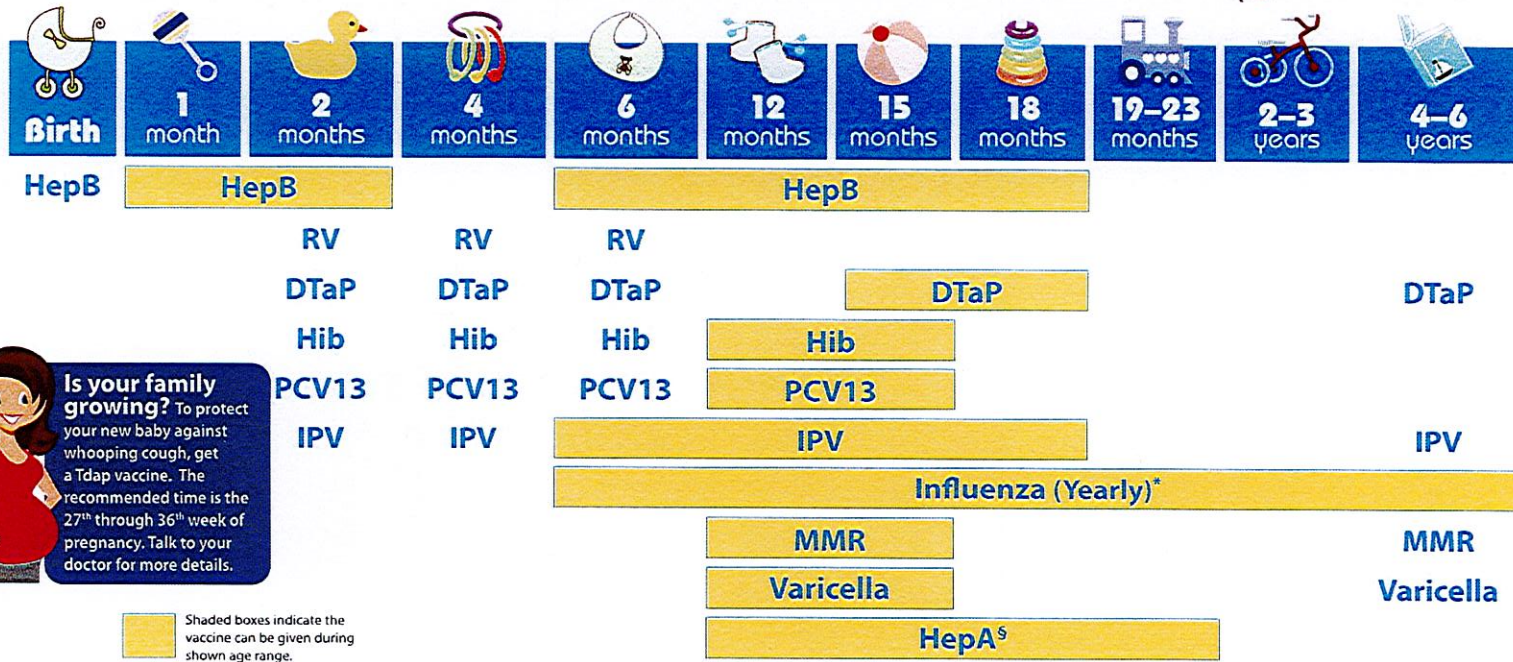 Birth
1
month
2
months
4
months
6
months
12
months
15
months
18
months
19–23
months
2–3
years
4–6
years
HepB HepB HepB
RV RV RV
DTaP DTaP DTaP DTaP DTaP
Hib Hib Hib Hib
PCV13 PCV13 PCV13 PCV13
IPV IPV IPV IPV
Influenza (Yearly)*
MMR MMR
Varicella Varicella
HepA§
Is your family
growing? To protect
your new baby against
whooping cough, get
a Tdap vaccine. The
recommended time is the
27th through 36th week of
pregnancy. Talk to your
doctor for more details.
Shaded boxes indicate the
vaccine can be given during
shown age range.